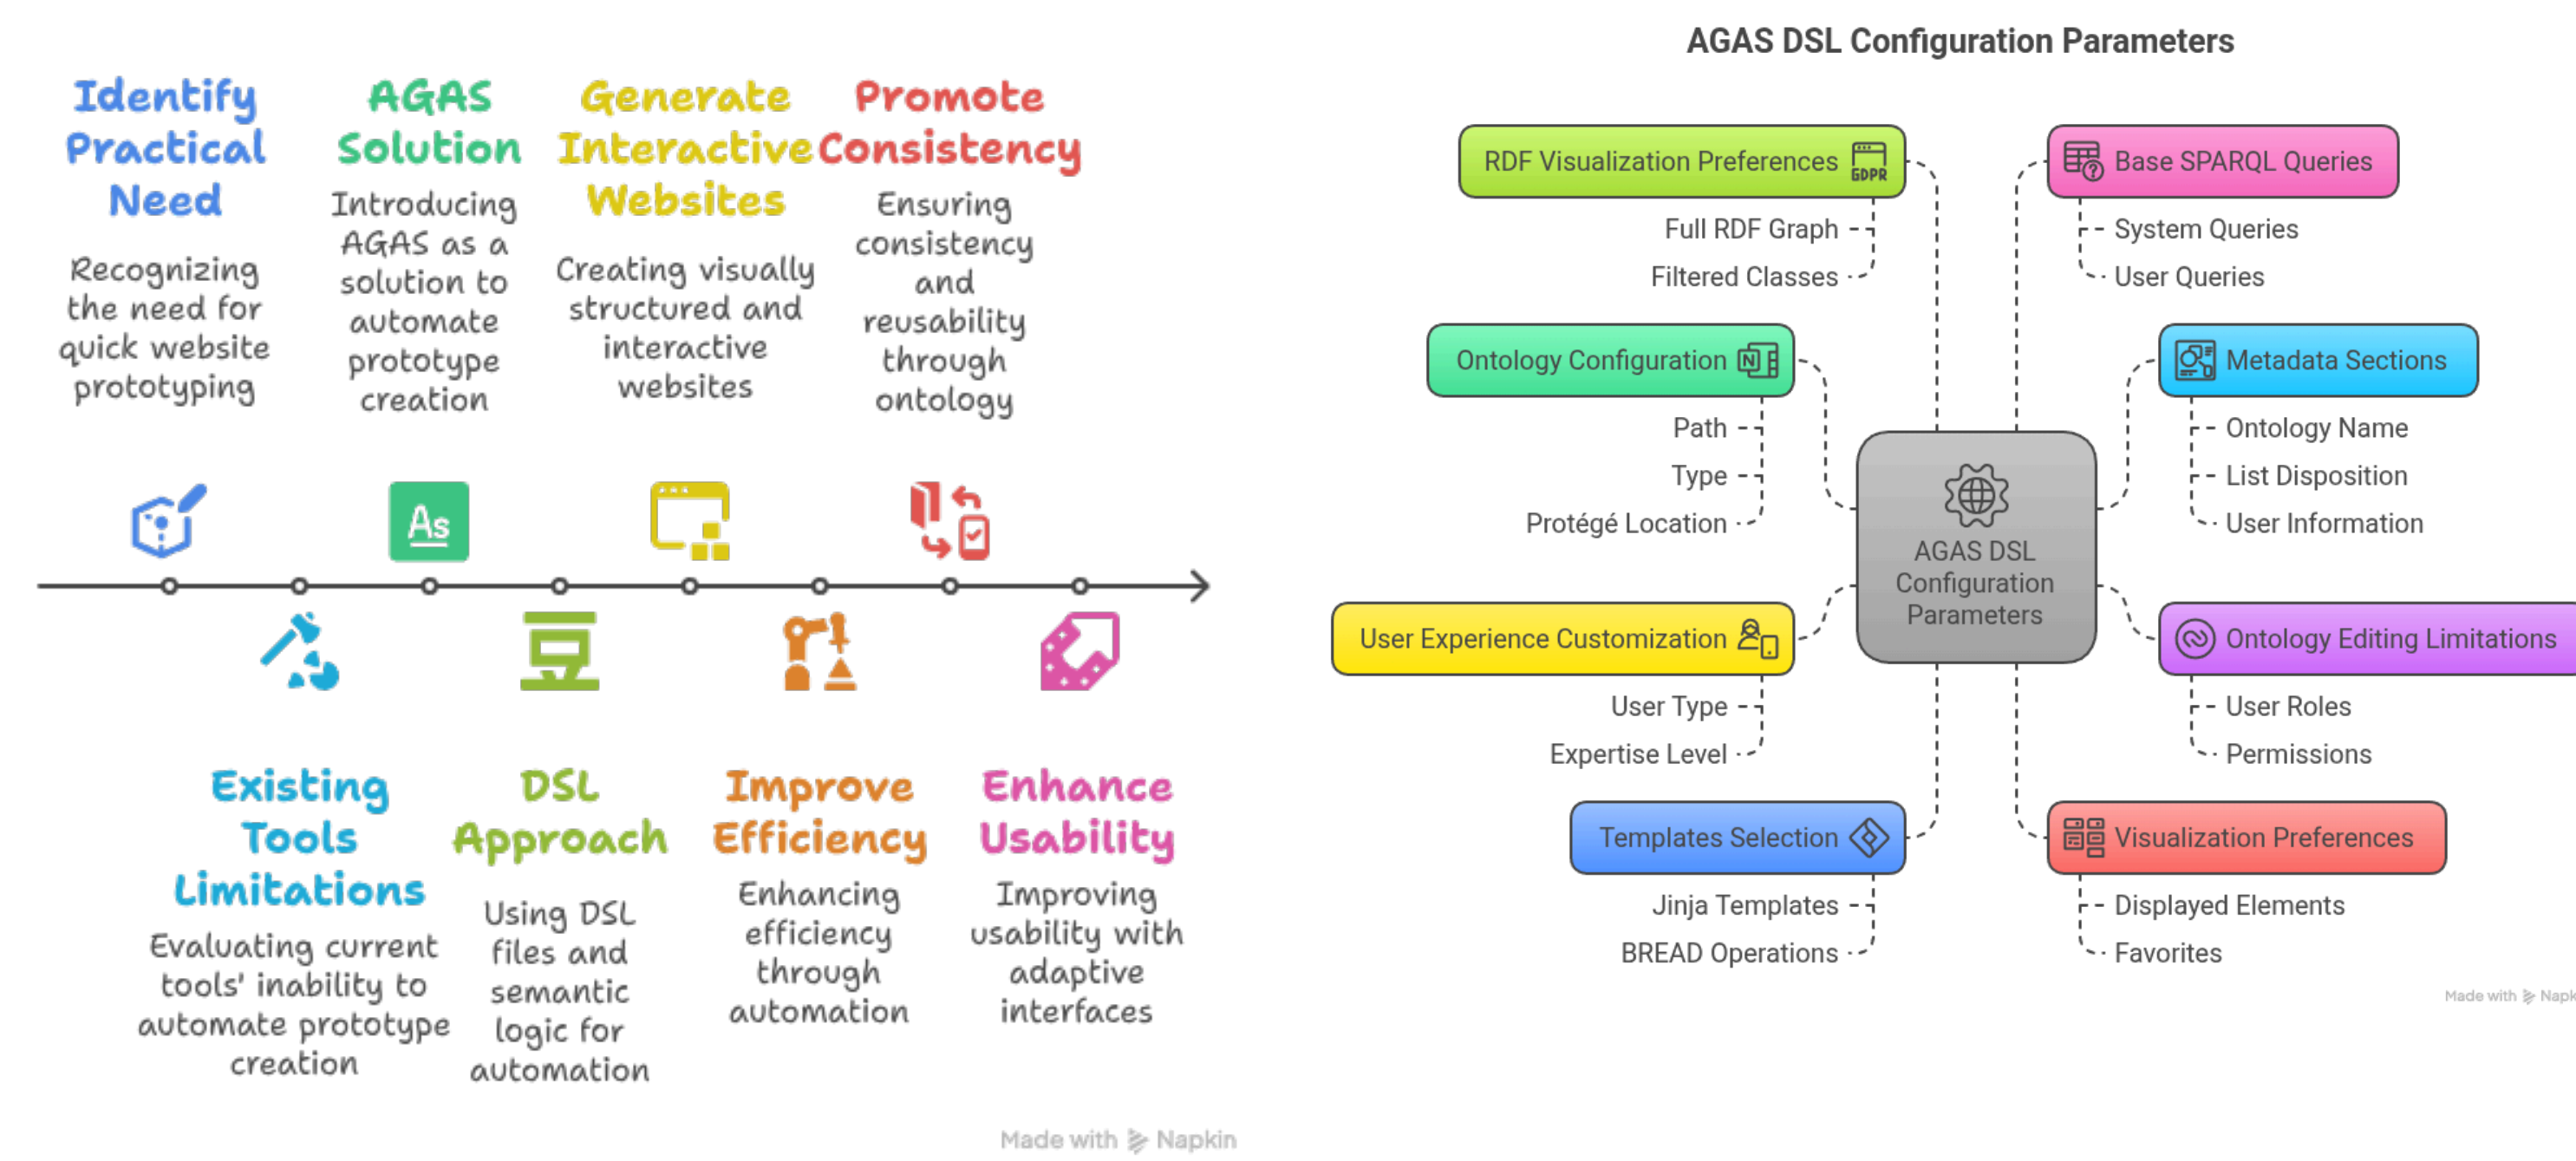 Identify
Practical
Need
Recognizing
the need for
quick website
prototyping
AGAS
Solution
Introducing
AGAS as a
solution to
automate
prototype
creation
Generate
Interactive
Websites
Creating visually
structured and
interactive
websites
Promote
Consistency
Ensuring
consistency
and
reusability
through
ontology
As
Existing
Tools
Limitations
Evaluating current
tools' inability to
automate prototype
creation
DSL
Approach
Using DSL
files and
semantic
logic for
automation
Improve
Efficiency
Enhancing
efficiency
through
automation
Enhance
Usability
Improving
usability with
adaptive
interfaces
Made with Napkin
AGAS DSL Configuration Parameters
RDF Visualization Preferences
GDPR
Full RDF Graph
Filtered Classes
Ontology Configuration
N
Path
Type
Protégé Location
User Experience Customization
User Type
Expertise Level
Templates Selection
Jinja Templates
BREAD Operations
AGAS DSL
Configuration
Parameters
Base SPARQL Queries
System Queries
User Queries
Metadata Sections
Ontology Name
List Disposition
User Information
Ontology Editing Limitations
User Roles
Permissions
Visualization Preferences
Displayed Elements
Favorites
Made with Napk